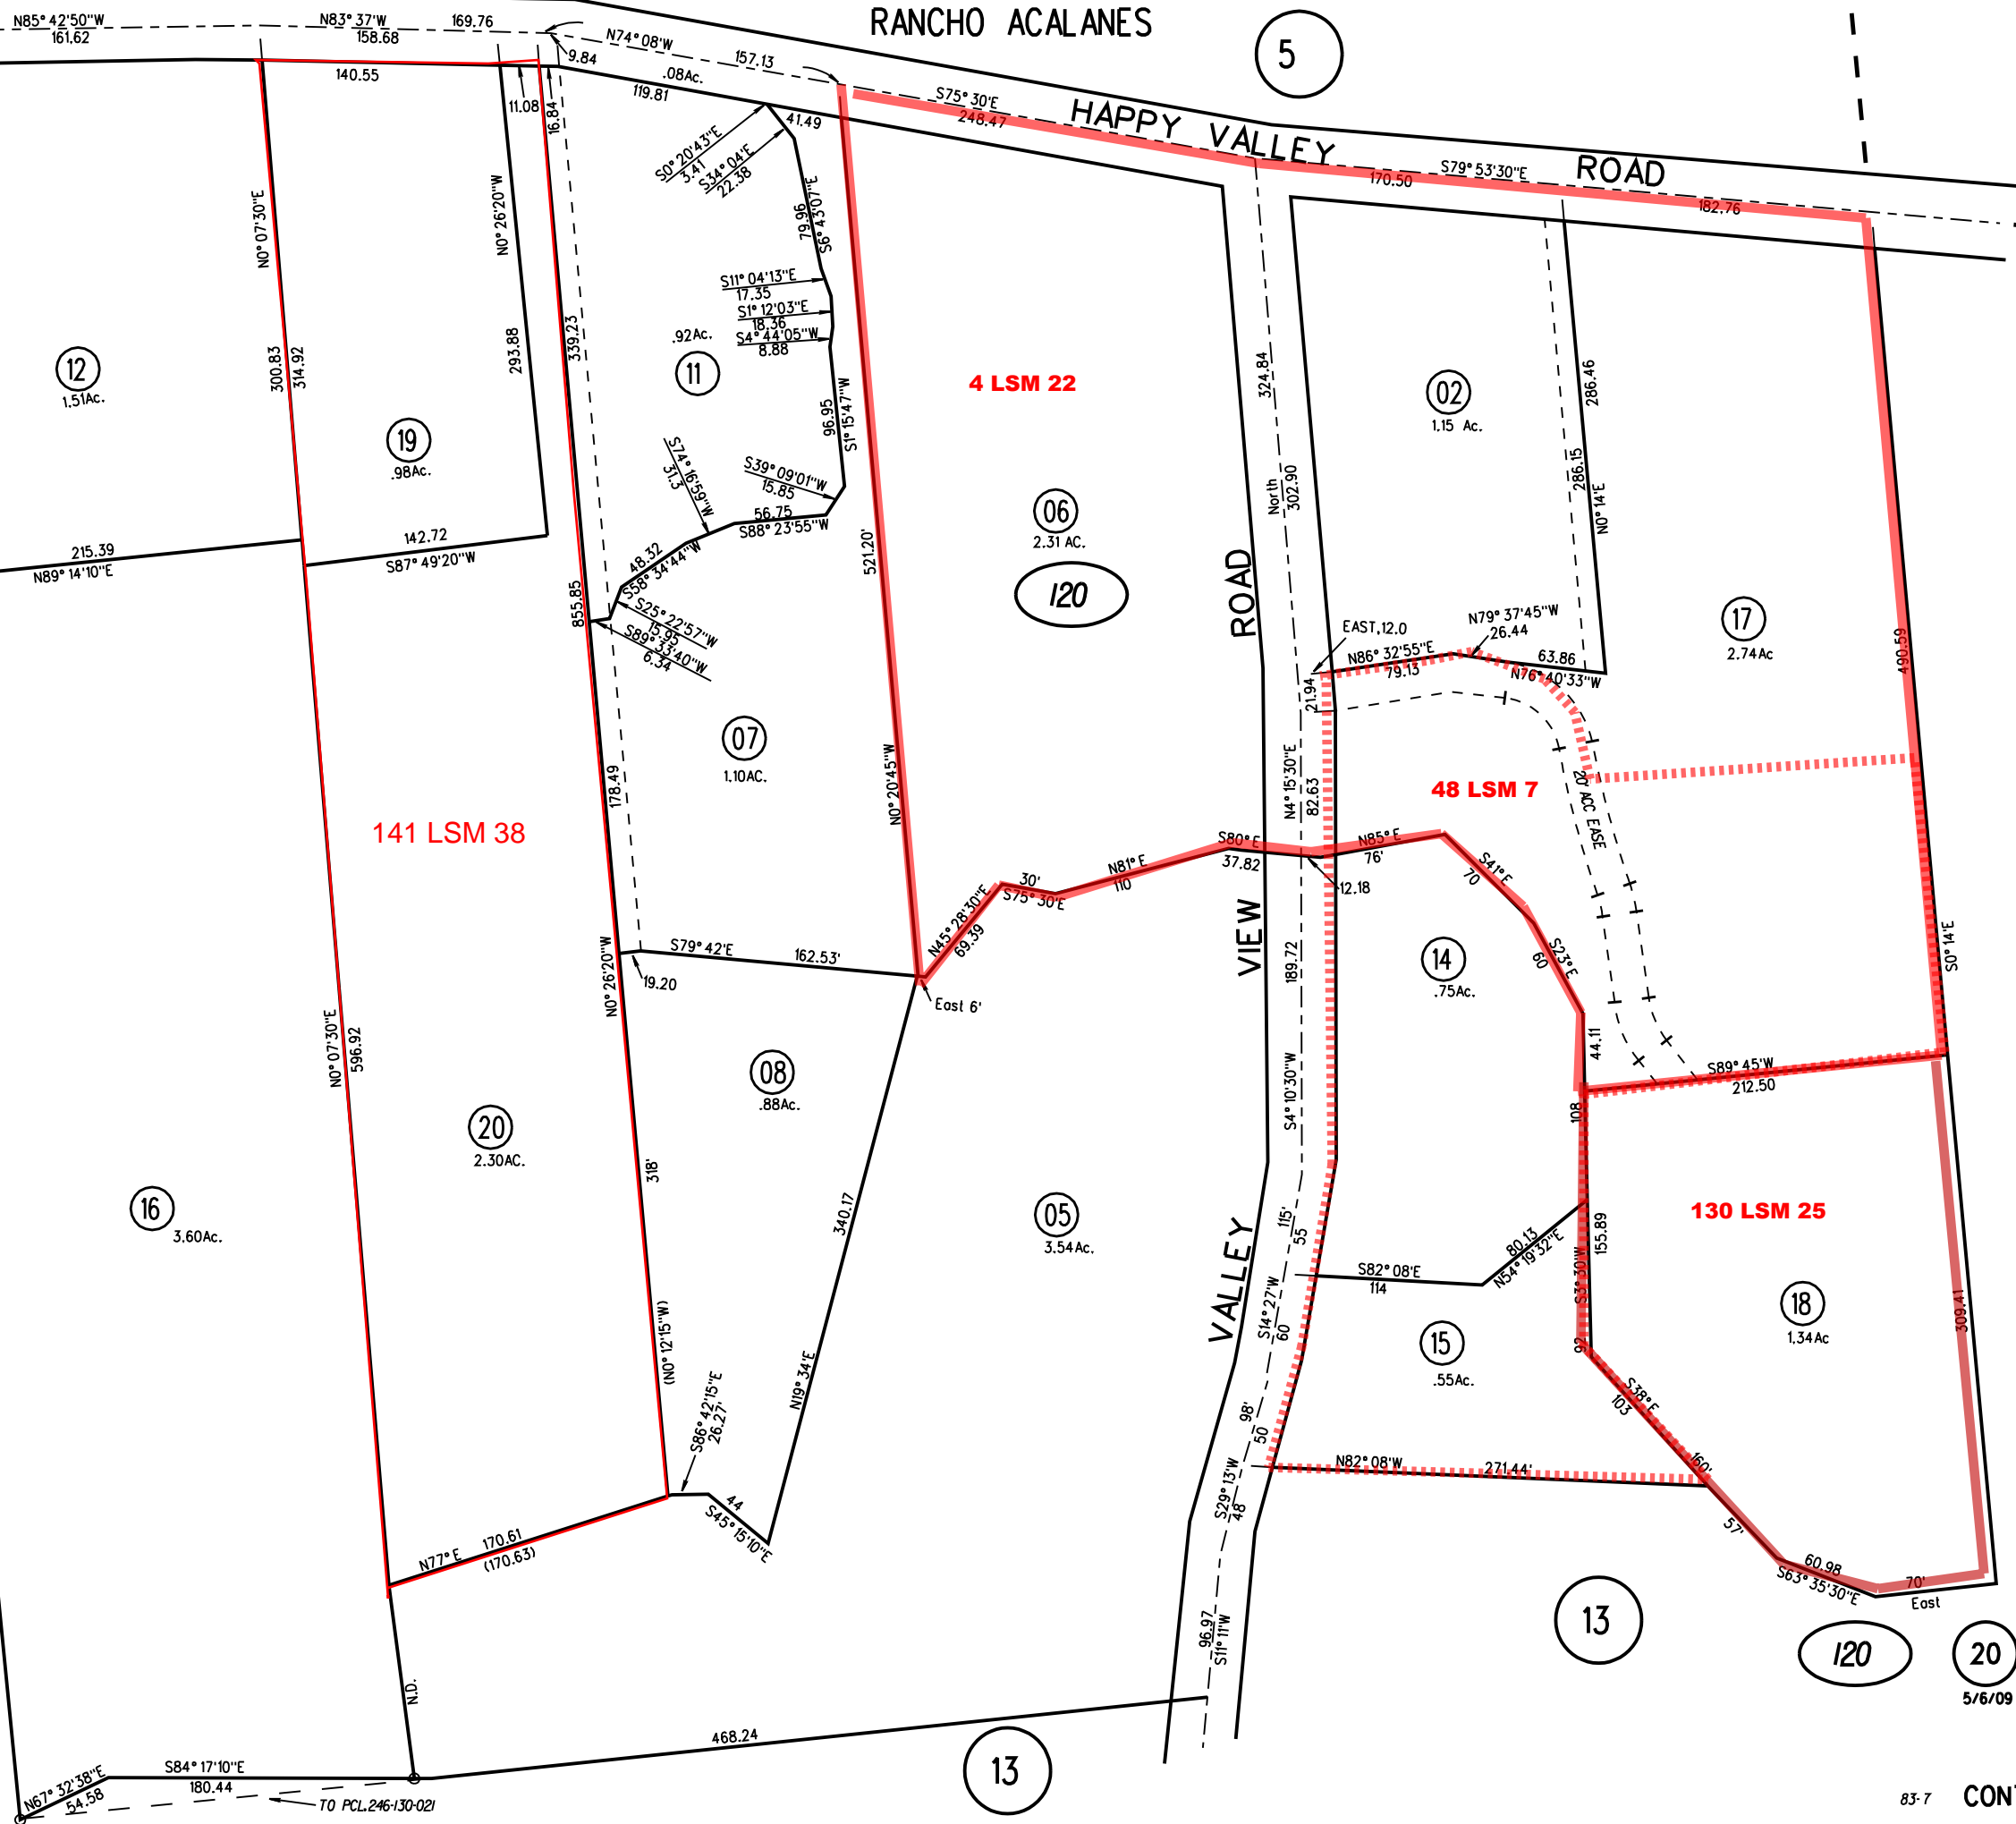 RANCHO ACALANES
5
N85° 42'50"W
161.62
N83° 37'W
158.68
169.76
N74° 08'W
157.13
9.84
.08Ac.
119.81
140.55
11.08
16.84
41.49
S75° 30'E
248.47
HAPPY VALLEY ROAD
170.50
S79° 53'30"E
182.76
S0° 20'43"E
3.41
S34° 04'E
22.38
79.96
S6° 43'07"E
S11° 04'13"E
17.35
S1° 12'03"E
18.36
S4° 44'05"W
8.88
96.95
S1° 15'47"W
S39° 09'01"W
15.85
S74° 16'59"W
31.3
56.75
S88° 23'55"W
48.32
S58° 34'44"W
S25° 22'57"W
15.95
S89° 33'40"W
6.34
N0° 07'30"E
300.83
314.92
N0° 26'20"W
293.88
339.23
855.85
12
1.51Ac.
19
.98Ac.
.92Ac.
11
4 LSM 22
06
2.31 AC.
120
521.20'
N0° 20'45"W
324.84
North
302.90
02
1.15 Ac.
286.46
286.15
N0° 14'E
17
2.74Ac
490.59
215.39
N89° 14'10"E
142.72
S87° 49'20"W
EAST,12.0
21.94
N86° 32'55"E
79.13
N79° 37'45"W
26.44
63.86
N76° 40'33"W
VALLEY VIEW ROAD
07
1.10AC.
178.49
141 LSM 38
48 LSM 7
20' ACC EASE
N4° 15'30"E
82.63
S80° E
37.82
N85° E
76'
12.18
N81° E
110
30'
S75° 30'E
N45° 28'30"E
69.39
East 6'
S41° E
70
S23° E
60
44.11
S0° 14'E
S79° 42'E
162.53'
19.20
N0° 26'20"W
189.72
14
.75Ac.
S89° 45'W
212.50
N0° 07'30"E
596.92
08
.88Ac.
20
2.30AC.
318'
(N0° 12'15"W)
340.17
N19° 34'E
05
3.54Ac.
S4° 10'30"W
108
155.89
S3° 30'W
92
130 LSM 25
18
1.34Ac
309.41
16
3.60Ac.
115'
55
S14° 27'W
60
S82° 08'E
114
80.13
N54° 19'32"E
15
.55Ac.
98'
50
S29° 13'W
48
N82° 08'W
271.44'
S38° E
103
160'
57'
60.98
S63° 35'30"E
70'
East
S86° 42'15"E
26.27'
44
S45° 15'10"E
N77° E
170.61
(170.63)
96.97
S11° 11'W
13
120
20
5/6/09
N.D.
468.24
13
S84° 17'10"E
180.44
N67° 32'38"E
54.58
TO PCL.246-130-021
83-7
CON